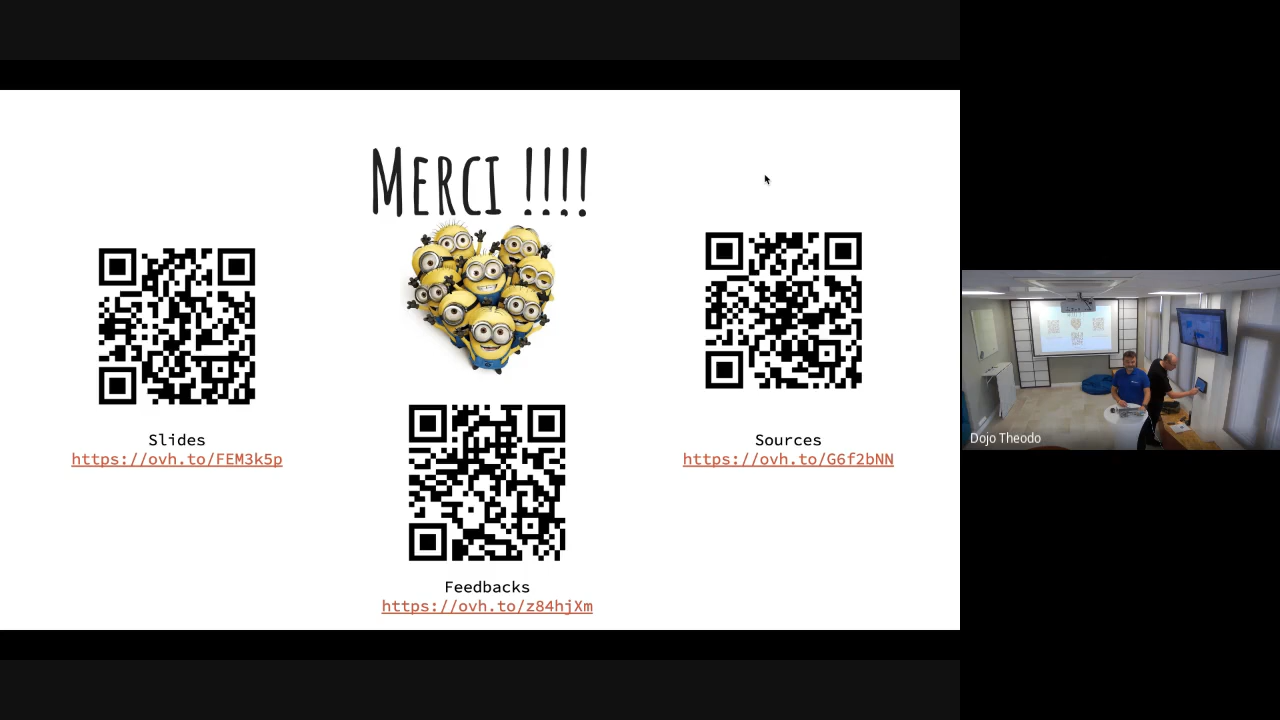 Merci !!!!
Slides
https://ovh.to/FEM3k5p
Sources
https://ovh.to/G6f2bNN
Feedbacks
https://ovh.to/z84hjXm
Dojo Theodo